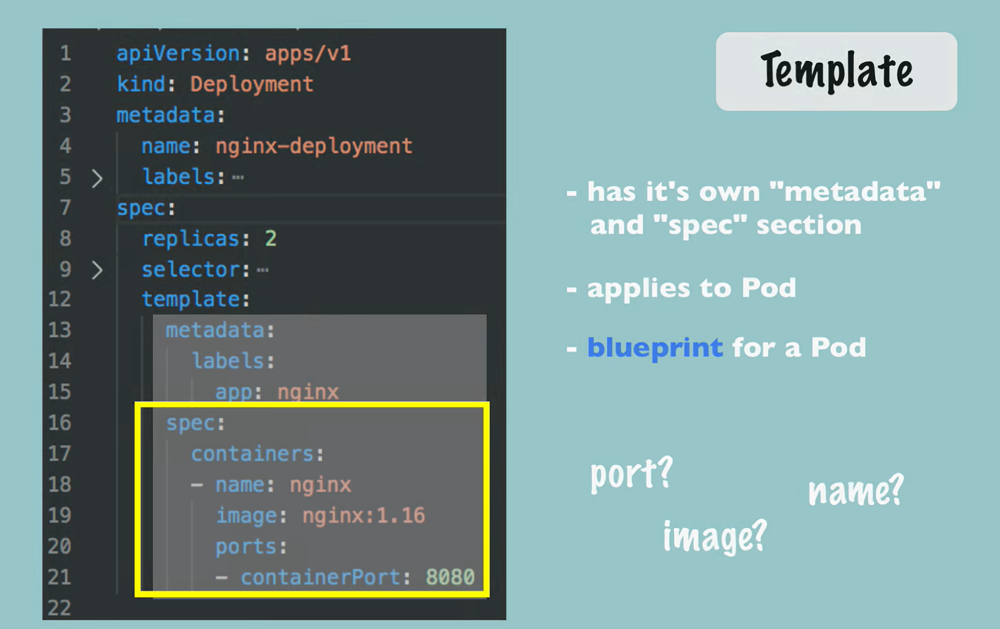 1 apiVersion: apps/v1
2 kind: Deployment
3 metadata:
4 name: nginx-deployment
5 > labels: ⋯
7 spec:
8 replicas: 2
9 > selector: ⋯
12 template:
13 metadata:
14 labels:
15 app: nginx
16 spec:
17 containers:
18 - name: nginx
19 image: nginx:1.16
20 ports:
21 - containerPort: 8080
22
Template
- has it's own "metadata"
and "spec" section
- applies to Pod
- blueprint for a Pod
port?
name?
image?